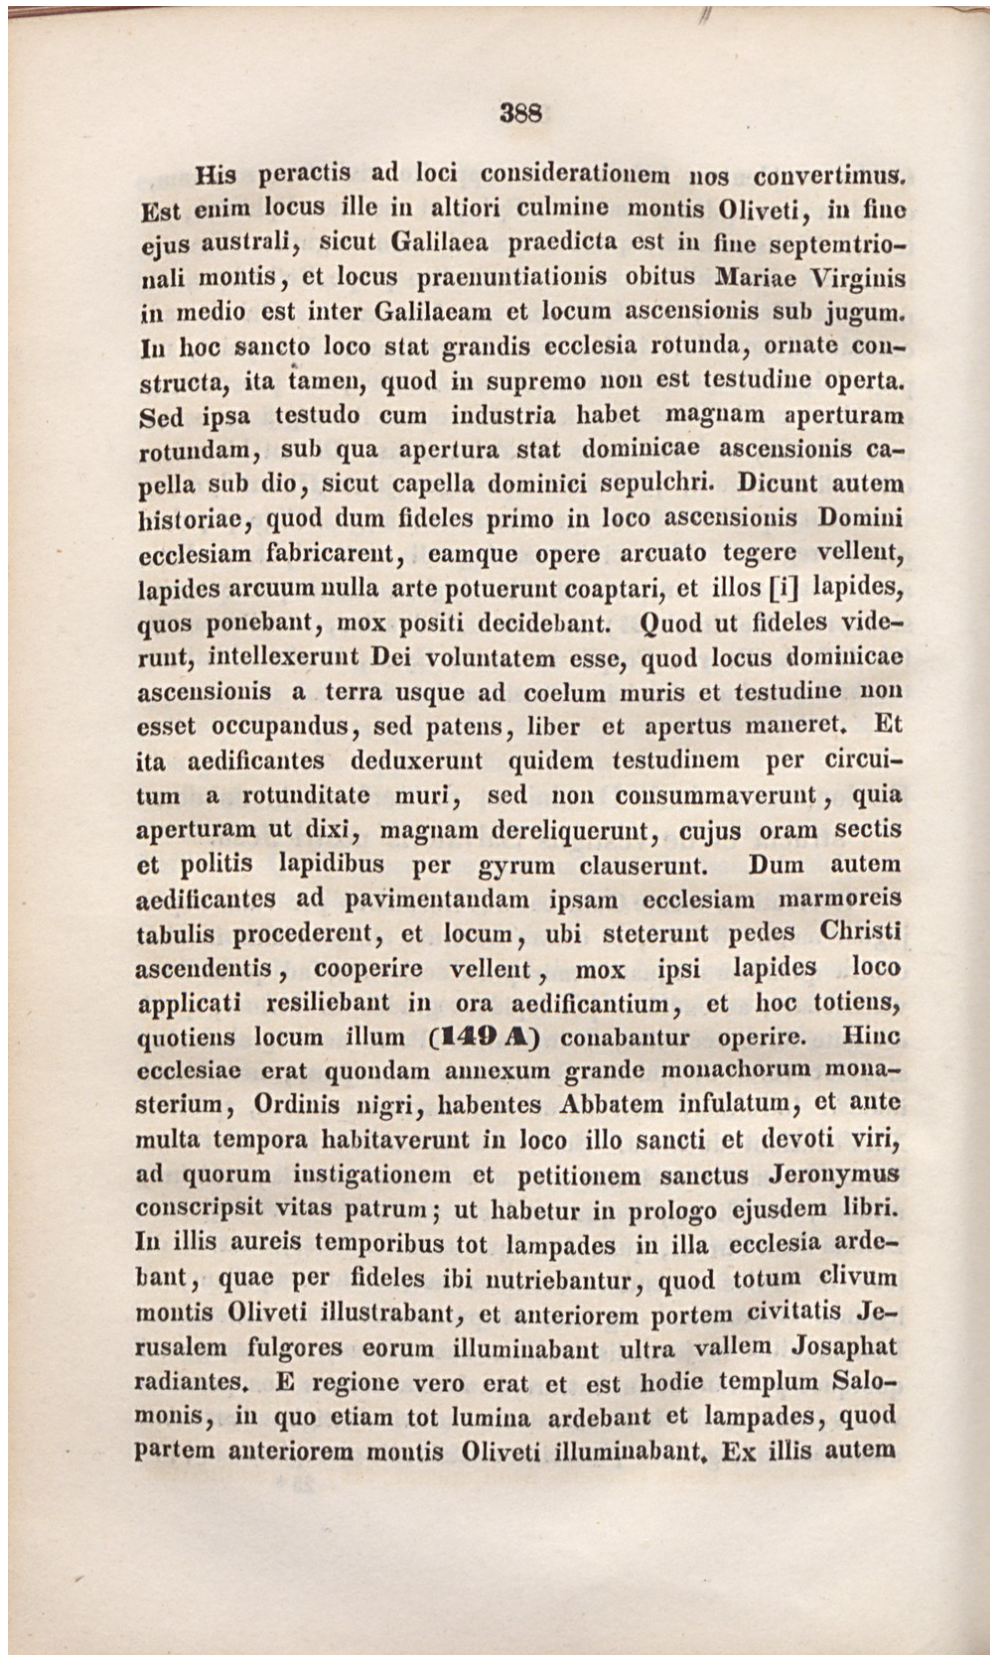 388
His peractis ad loci considerationem nos convertimus.
Est enim locus ille in altiori culmine montis Oliveti, in fine
ejus australi, sicut Galilaea praedicta est in fine septemtrio-
nali montis, et locus praenuntiationis obitus Mariae Virginis
in medio est inter Galilaeam et locum ascensionis sub jugum.
In hoc sancto loco stat grandis ecclesia rotunda, ornate con-
structa, ita tamen, quod in supremo non est testudine operta.
Sed ipsa testudo cum industria habet magnam aperturam
rotundam, sub qua apertura stat dominicae ascensionis ca-
pella sub dio, sicut capella dominici sepulchri. Dicunt autem
historiae, quod dum fideles primo in loco ascensionis Domini
ecclesiam fabricarent, eamque opere arcuato tegere vellent,
lapides arcuum nulla arte potuerunt coaptari, et illos [i] lapides,
quos ponebant, mox positi decidebant. Quod ut fideles vide-
runt, intellexerunt Dei voluntatem esse, quod locus dominicae
ascensionis a terra usque ad coelum muris et testudine non
esset occupandus, sed patens, liber et apertus maneret. Et
ita aedificantes deduxerunt quidem testudinem per circui-
tum a rotunditate muri, sed non consummaverunt, quia
aperturam ut dixi, magnam dereliquerunt, cujus oram sectis
et politis lapidibus per gyrum clauserunt. Dum autem
aedificantes ad pavimentandam ipsam ecclesiam marmoreis
tabulis procederent, et locum, ubi steterunt pedes Christi
ascendentis, cooperire vellent, mox ipsi lapides loco
applicati resiliebant in ora aedificantium, et hoc totiens,
quotiens locum illum (149 A) conabantur operire. Hinc
ecclesiae erat quondam annexum grande monachorum mona-
sterium, Ordinis nigri, habentes Abbatem infulatum, et ante
multa tempora habitaverunt in loco illo sancti et devoti viri,
ad quorum instigationem et petitionem sanctus Jeronymus
conscripsit vitas patrum; ut habetur in prologo ejusdem libri.
In illis aureis temporibus tot lampades in illa ecclesia arde-
bant, quae per fideles ibi nutriebantur, quod totum clivum
montis Oliveti illustrabant, et anteriorem portem civitatis Je-
rusalem fulgores eorum illuminabant ultra vallem Josaphat
radiantes. E regione vero erat et est hodie templum Salo-
monis, in quo etiam tot lumina ardebant et lampades, quod
partem anteriorem montis Oliveti illuminabant. Ex illis autem